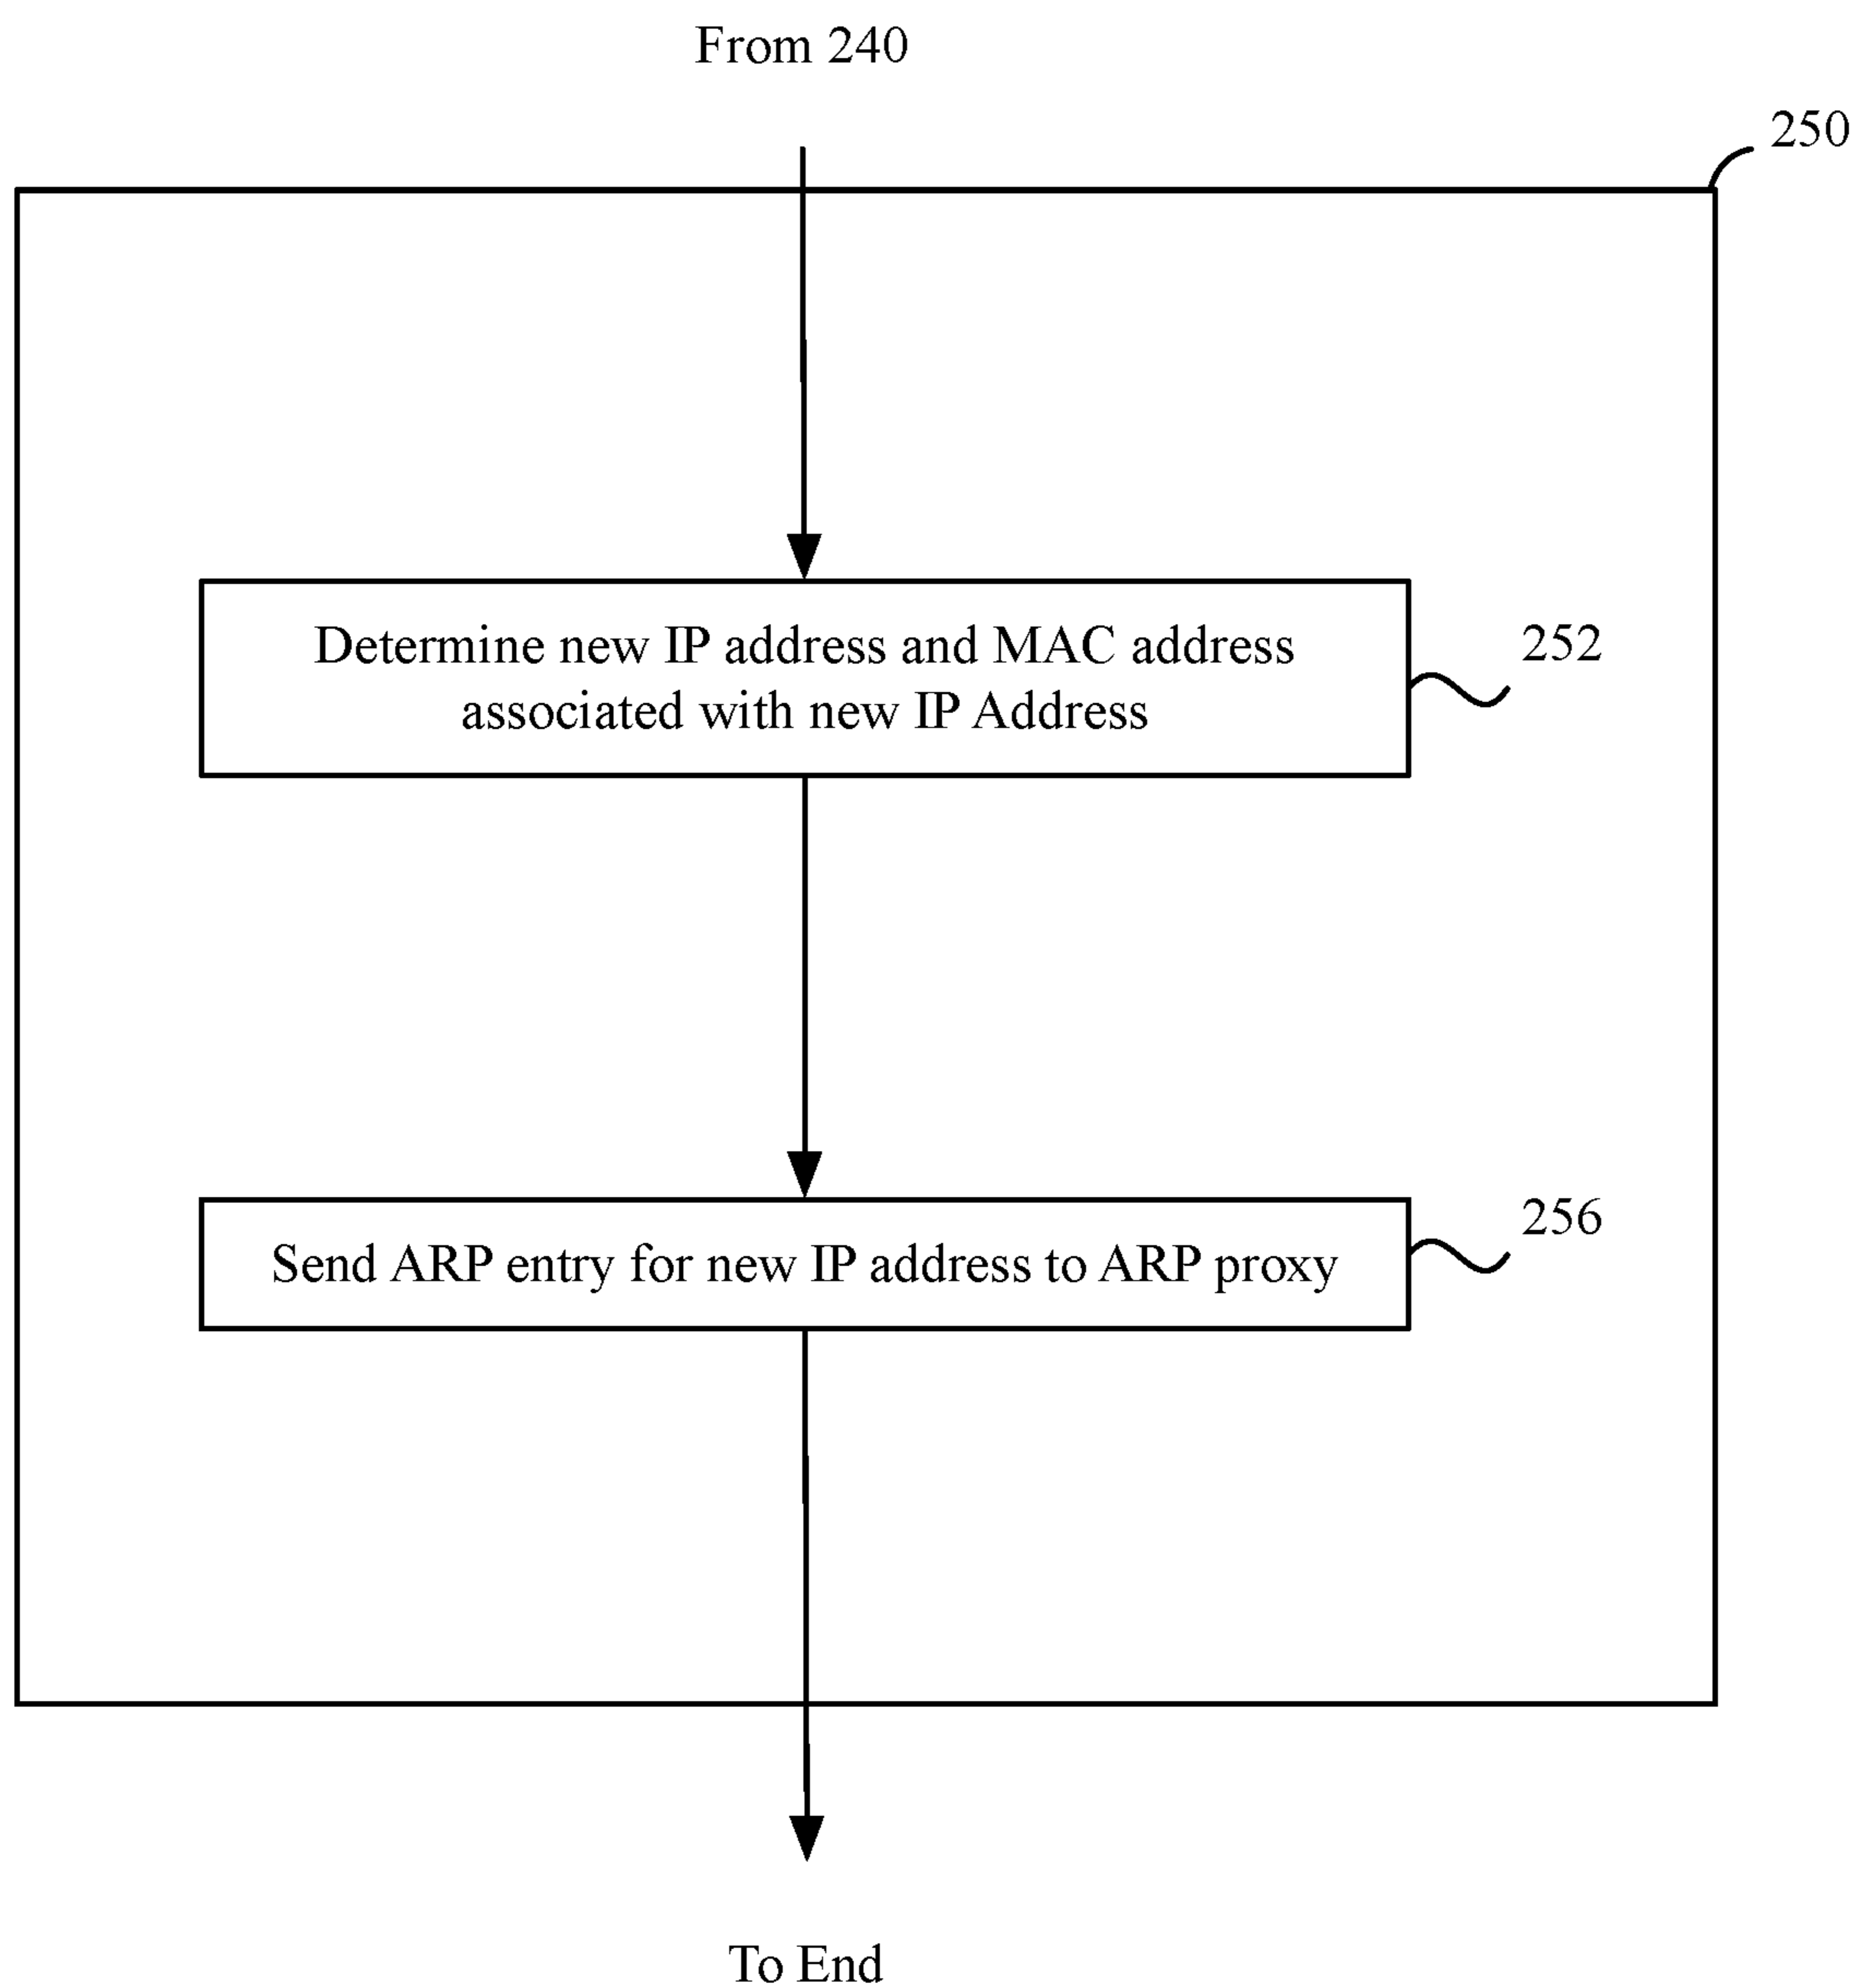 From 240
250
Determine new IP address and MAC address
associated with new IP Address
252
Send ARP entry for new IP address to ARP proxy
256
To End